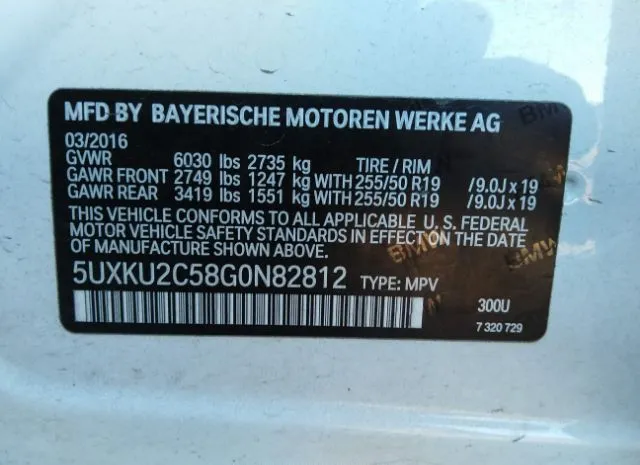 MFD BY BAYERISCHE MOTOREN WERKE AG
03/2016
GVWR 6030 lbs 2735 kg TIRE / RIM
GAWR FRONT 2749 lbs 1247 kg WITH 255/50 R19 /9.0J x 19
GAWR REAR 3419 lbs 1551 kg WITH 255/50 R19 /9.0J x 19
THIS VEHICLE CONFORMS TO ALL APPLICABLE U.S. FEDERAL
MOTOR VEHICLE SAFETY STANDARDS IN EFFECT ON THE DATE
OF MANUFACTURE SHOWN ABOVE.
5UXKU2C58G0N82812 TYPE: MPV
300U
7 320 729
BMW
BMW
BMW